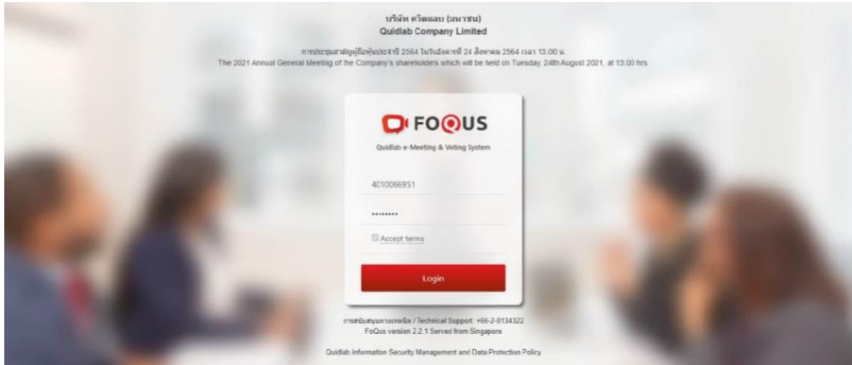 บริษัท ควิดแลบ (มหาชน)
Quidlab Company Limited
การประชุมสามัญผู้ถือหุ้นประจำปี 2564 ในวันอังคารที่ 24 สิงหาคม 2564 เวลา 13.00 น.
The 2021 Annual General Meeting of the Company's shareholders which will be held on Tuesday, 24th August 2021, at 13:00 hrs.
FOQUS
Quidlab e-Meeting & Voting System
4010066951
••••••••
Accept terms
Login
การสนับสนุนทางเทคนิค / Technical Support: +66-2-0134322
FoQus version 2.2.1 Served from Singapore
Quidlab Information Security Management and Data Protection Policy